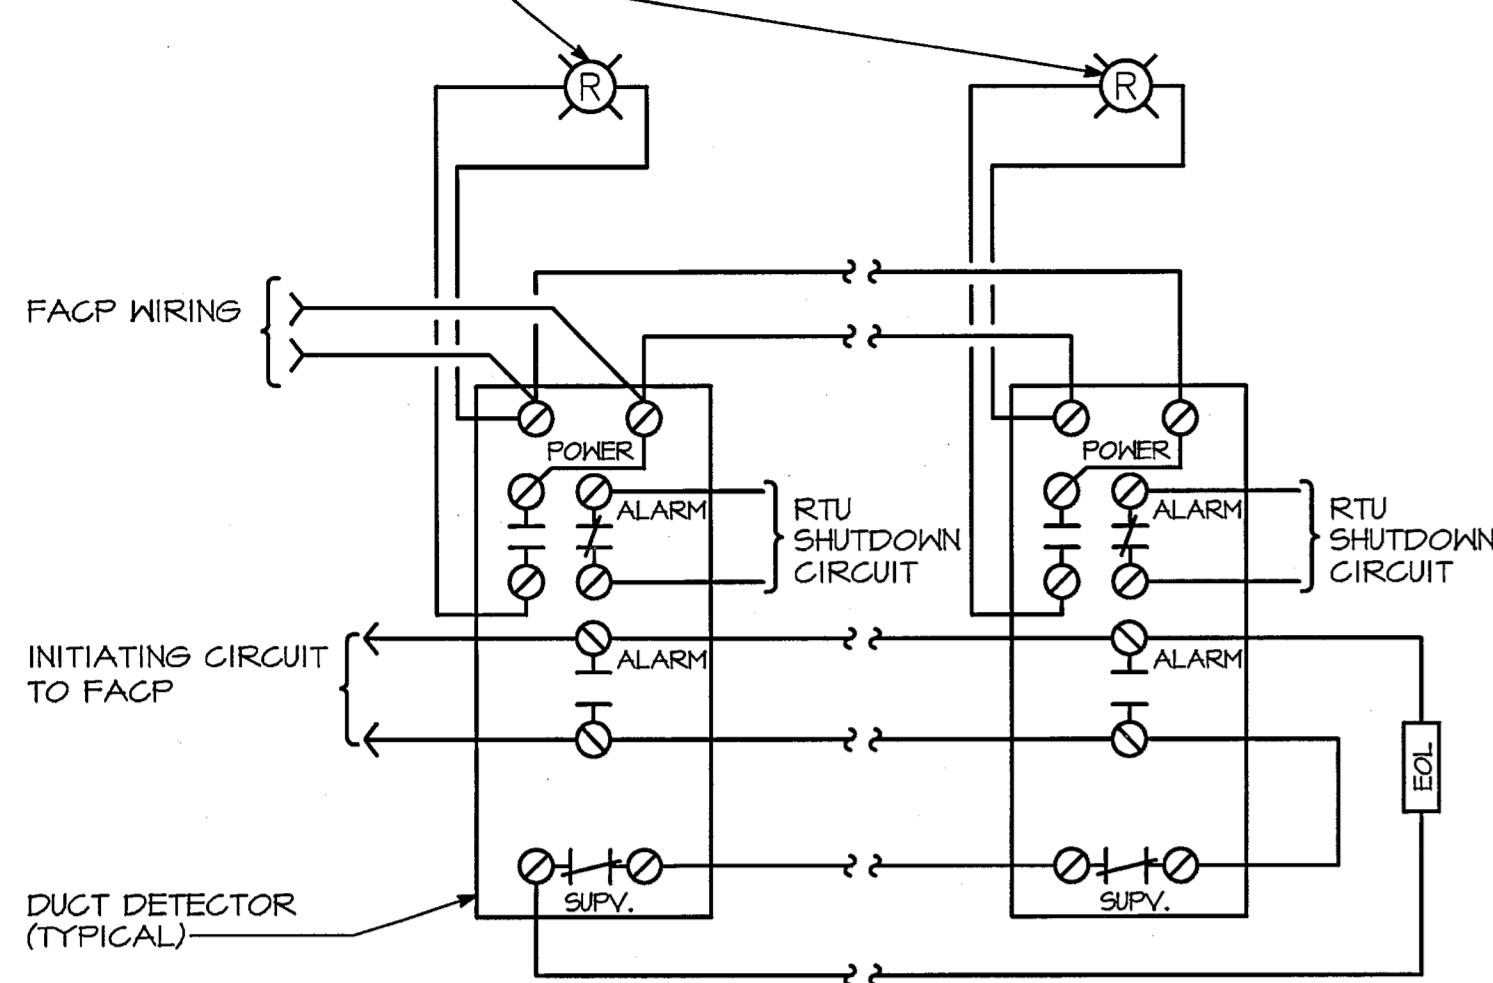 R
R
FACP WIRING
POWER
POWER
ALARM
RTU
SHUTDOWN
CIRCUIT
ALARM
RTU
SHUTDOWN
CIRCUIT
INITIATING CIRCUIT
TO FACP
ALARM
ALARM
EOL
SUPV.
SUPV.
DUCT DETECTOR
(TYPICAL)